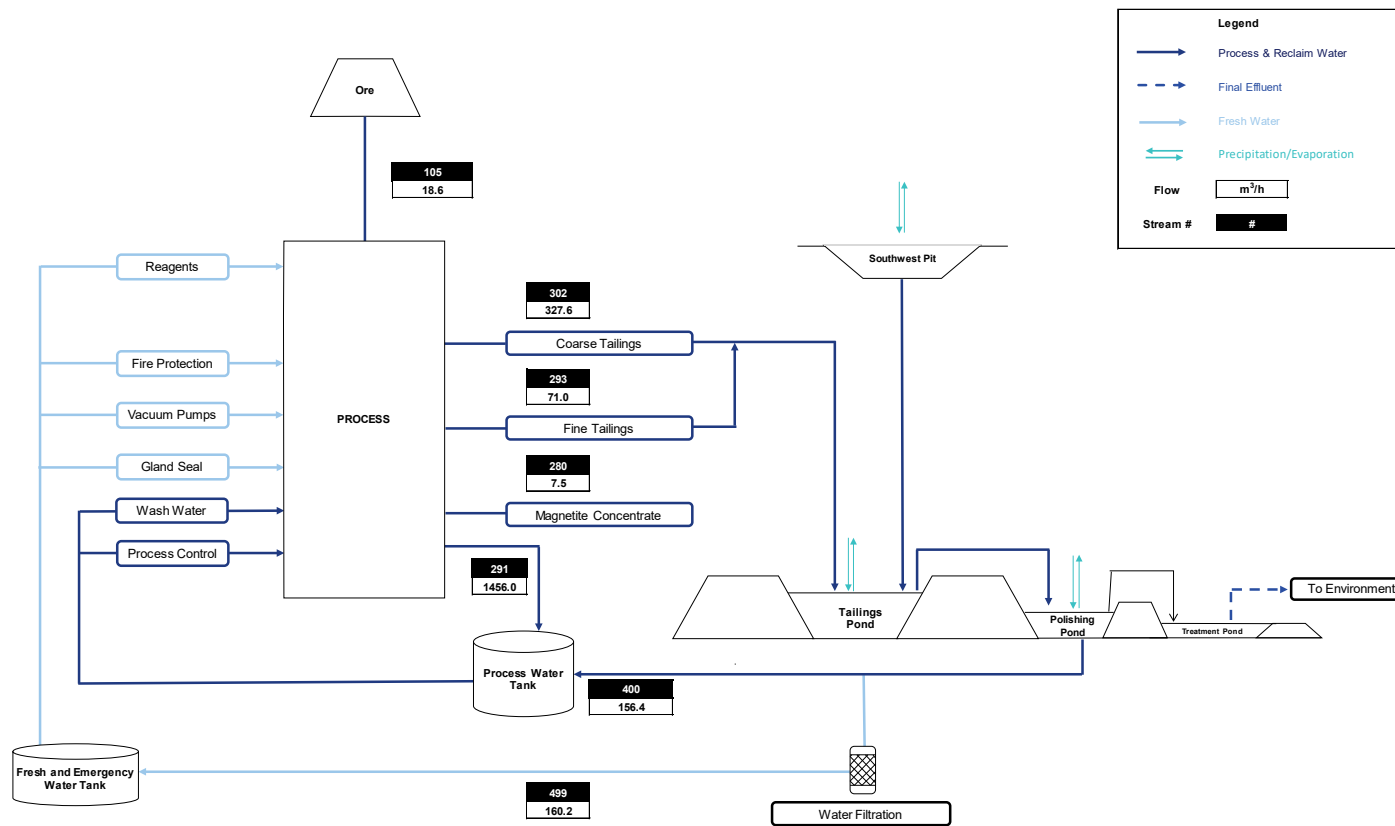 Legend
Process & Reclaim Water
Final Effluent
Fresh Water
Precipitation/Evaporation
Flow
m³/h
Stream #
#
Ore
105
18.6
Southwest Pit
Reagents
302
327.6
Coarse Tailings
Fire Protection
293
71.0
Vacuum Pumps
PROCESS
Fine Tailings
Gland Seal
280
7.5
Wash Water
Magnetite Concentrate
Process Control
291
1456.0
Tailings
Pond
Polishing
Pond
Treatment Pond
To Environment
Process Water
Tank
400
156.4
Fresh and Emergency
Water Tank
499
160.2
Water Filtration